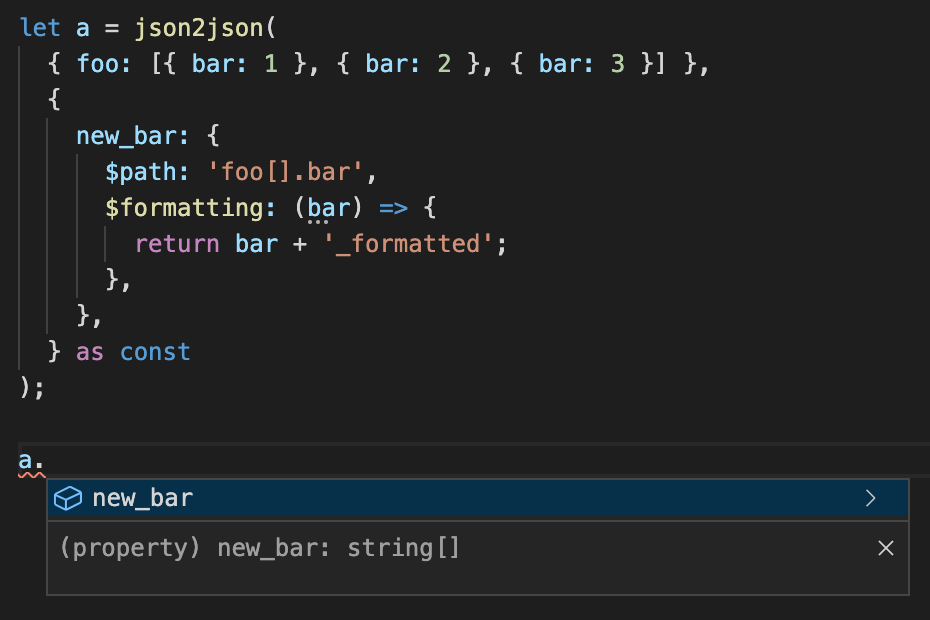 let a = json2json(
  { foo: [{ bar: 1 }, { bar: 2 }, { bar: 3 }] },
  {
    new_bar: {
      $path: 'foo[].bar',
      $formatting: (bar) => {
        return bar + '_formatted';
      },
    },
  } as const
);
a.
new_bar
(property) new_bar: string[]